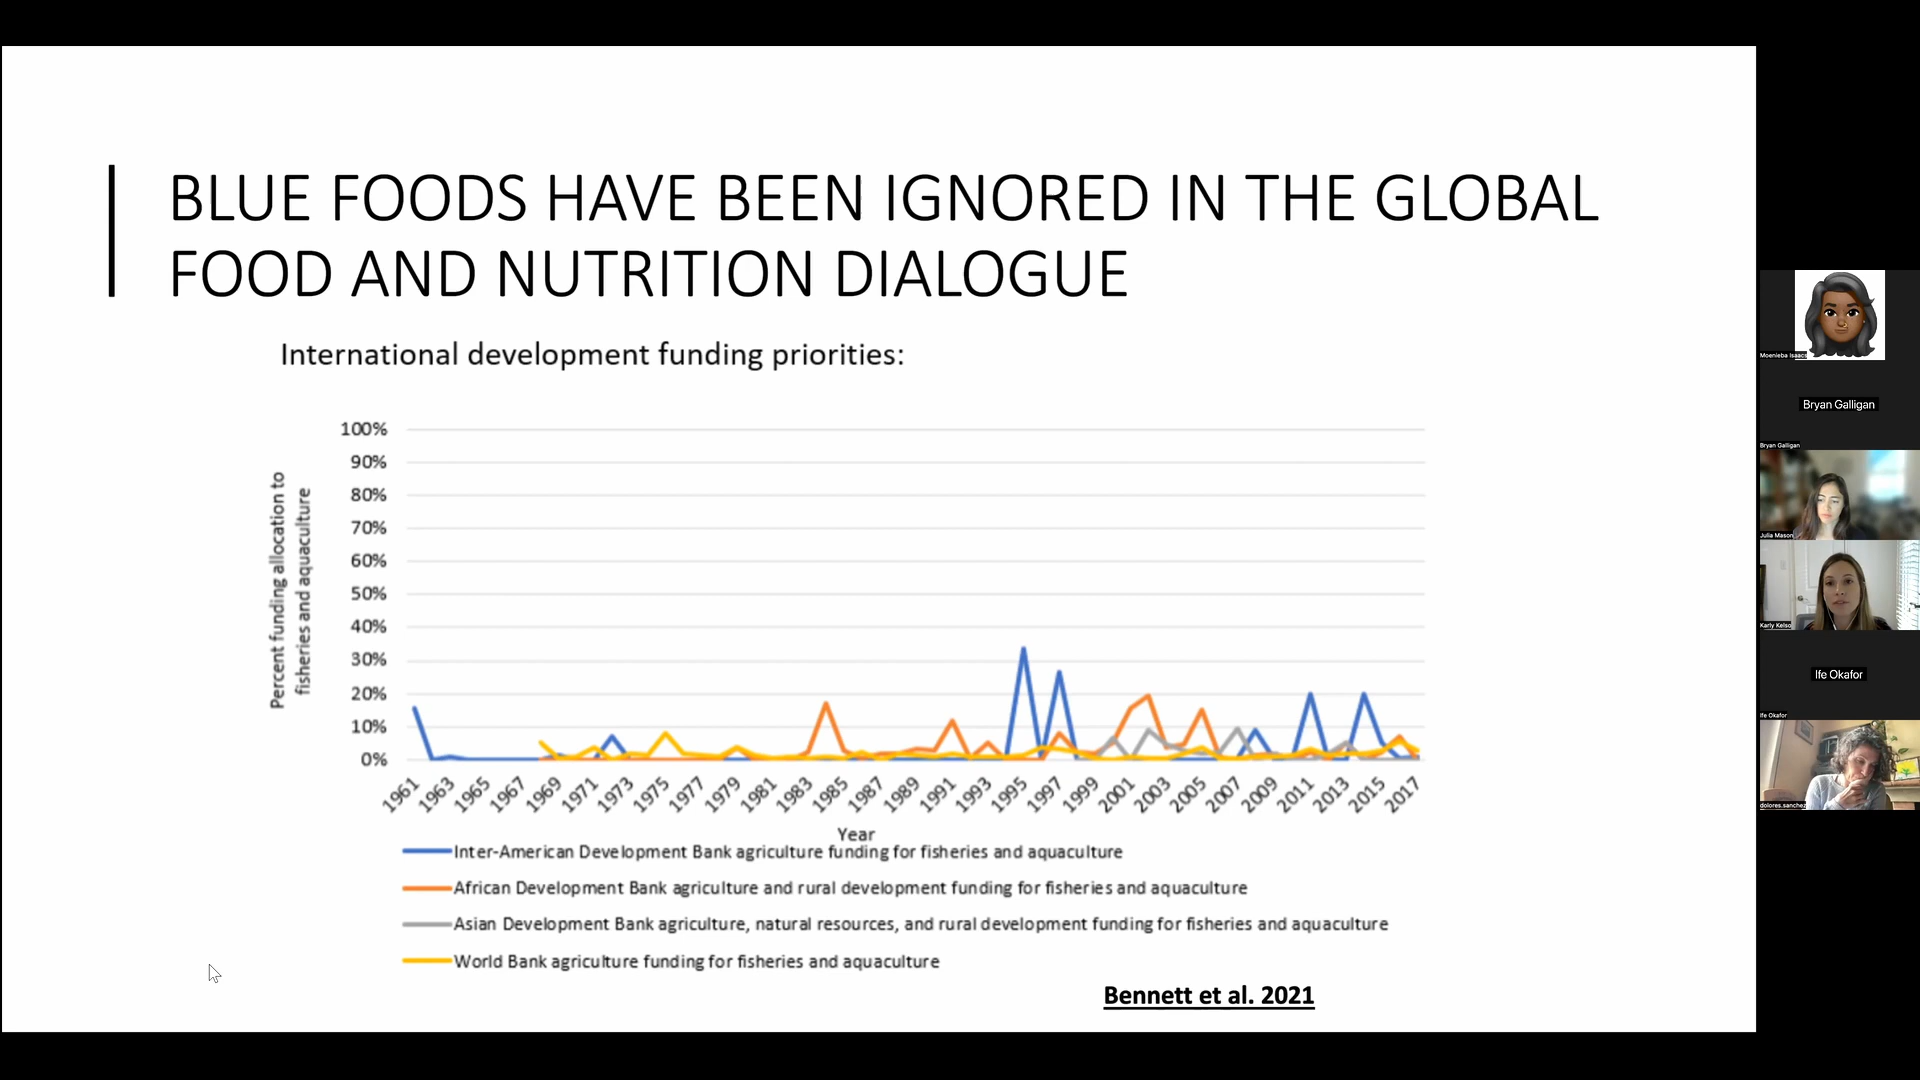 BLUE FOODS HAVE BEEN IGNORED IN THE GLOBAL
FOOD AND NUTRITION DIALOGUE
International development funding priorities:
Percent funding allocation to
fisheries and aquaculture
100%
90%
80%
70%
60%
50%
40%
30%
20%
10%
0%
1961
1963
1965
1967
1969
1971
1973
1975
1977
1979
1981
1983
1985
1987
1989
1991
1993
1995
1997
1999
2001
2003
2005
2007
2009
2011
2013
2015
2017
Year
Inter-American Development Bank agriculture funding for fisheries and aquaculture
African Development Bank agriculture and rural development funding for fisheries and aquaculture
Asian Development Bank agriculture, natural resources, and rural development funding for fisheries and aquaculture
World Bank agriculture funding for fisheries and aquaculture
Bennett et al. 2021
Moenieba Isaacs
Bryan Galligan
Bryan Galligan
Julia Mason
Karly Kelso
Ife Okafor
Ife Okafor
dolores.sanchez